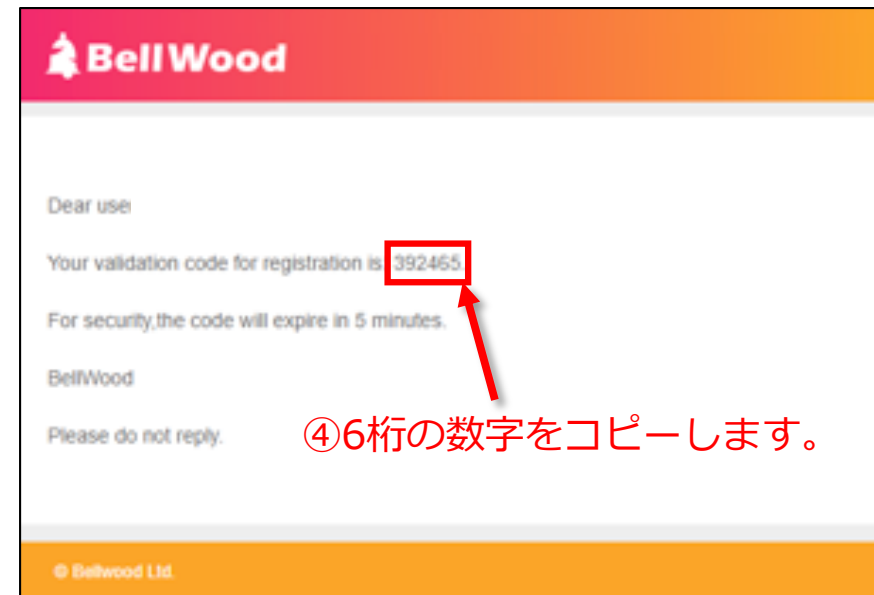 BellWood
Dear user
Your validation code for registration is 392465.
For security,the code will expire in 5 minutes.
BellWood
Please do not reply.
④6桁の数字をコピーします。
© Bellwood Ltd.